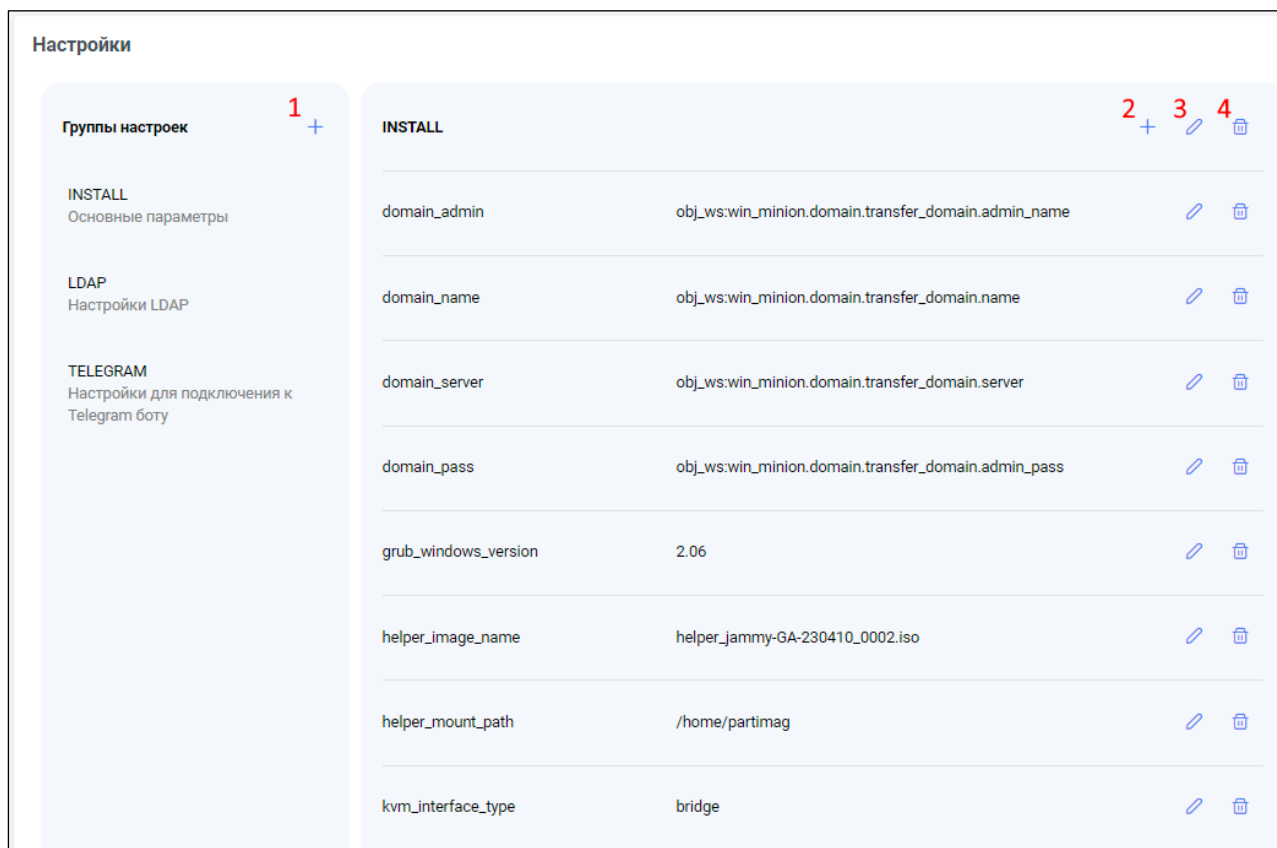 Настройки
1
Группы настроек
INSTALL
Основные параметры
LDAP
Настройки LDAP
TELEGRAM
Настройки для подключения к
Telegram боту
INSTALL
2 3 4
domain_admin obj_ws:win_minion.domain.transfer_domain.admin_name
domain_name obj_ws:win_minion.domain.transfer_domain.name
domain_server obj_ws:win_minion.domain.transfer_domain.server
domain_pass obj_ws:win_minion.domain.transfer_domain.admin_pass
grub_windows_version 2.06
helper_image_name helper_jammy-GA-230410_0002.iso
helper_mount_path /home/partimag
kvm_interface_type bridge